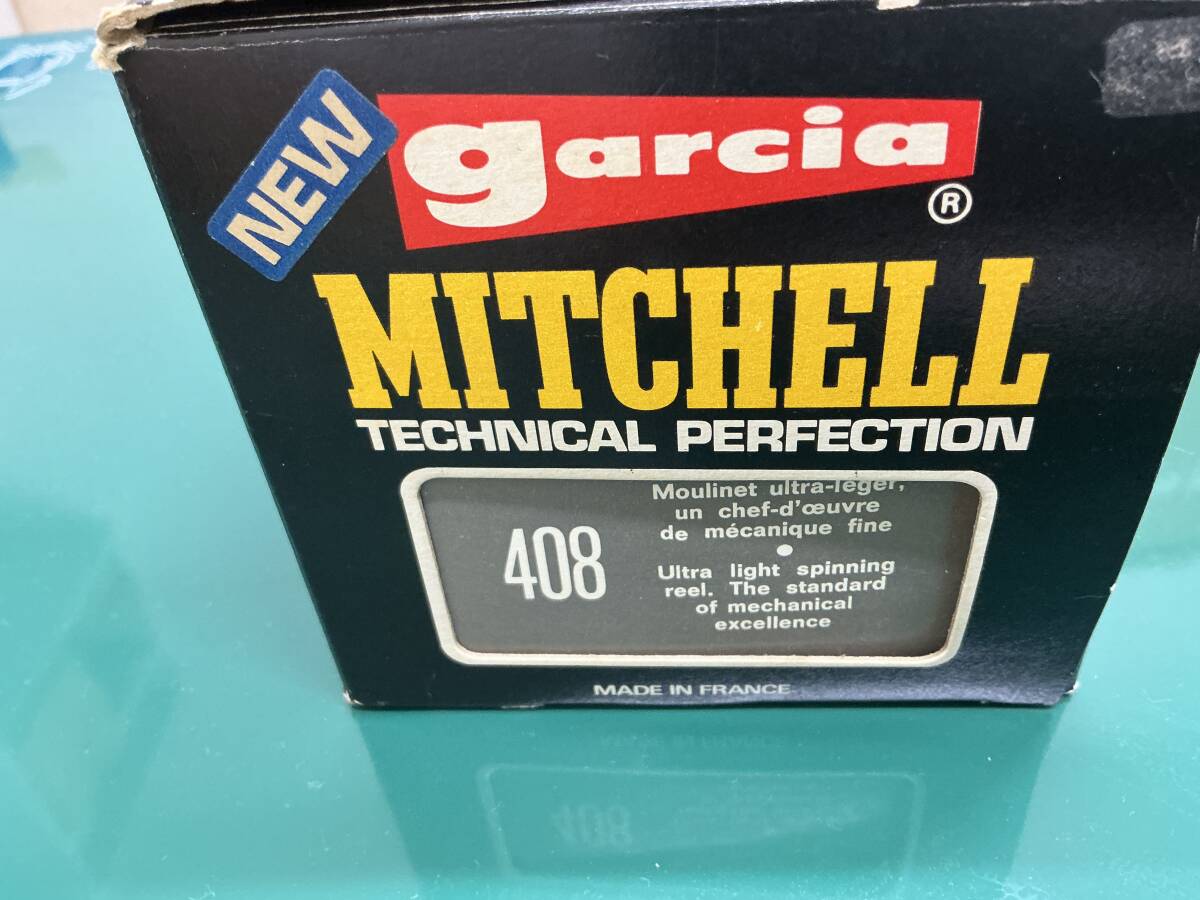 NEW
garcia
®
MITCHELL
TECHNICAL PERFECTION
408
Moulinet ultra-léger,
un chef-d'œuvre
de mécanique fine
●
Ultra light spinning
reel. The standard
of mechanical
excellence
MADE IN FRANCE